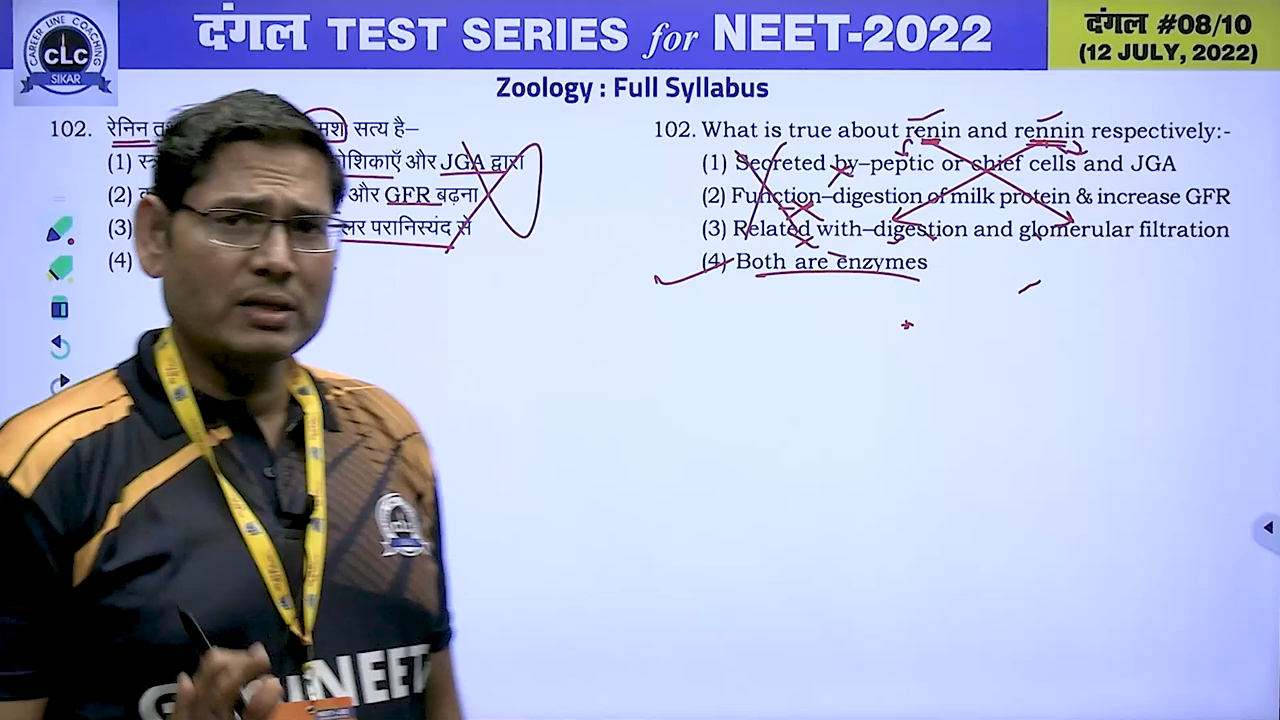 CAREER LINE COACHING
CLC
SIKAR
दंगल TEST SERIES for NEET-2022
दंगल #08/10
(12 JULY, 2022)
Zoology : Full Syllabus
102. रेनिन सत्य है–
(1) और JGA द्वारा
(2) और GFR बढ़ना
(3) परानिस्यंद से
(4)
102. What is true about renin and rennin respectively:-
(1) Secreted by–peptic or chief cells and JGA
(2) Function–digestion of milk protein & increase GFR
(3) Related with–digestion and glomerular filtration
(4) Both are enzymes
CLC
NEET